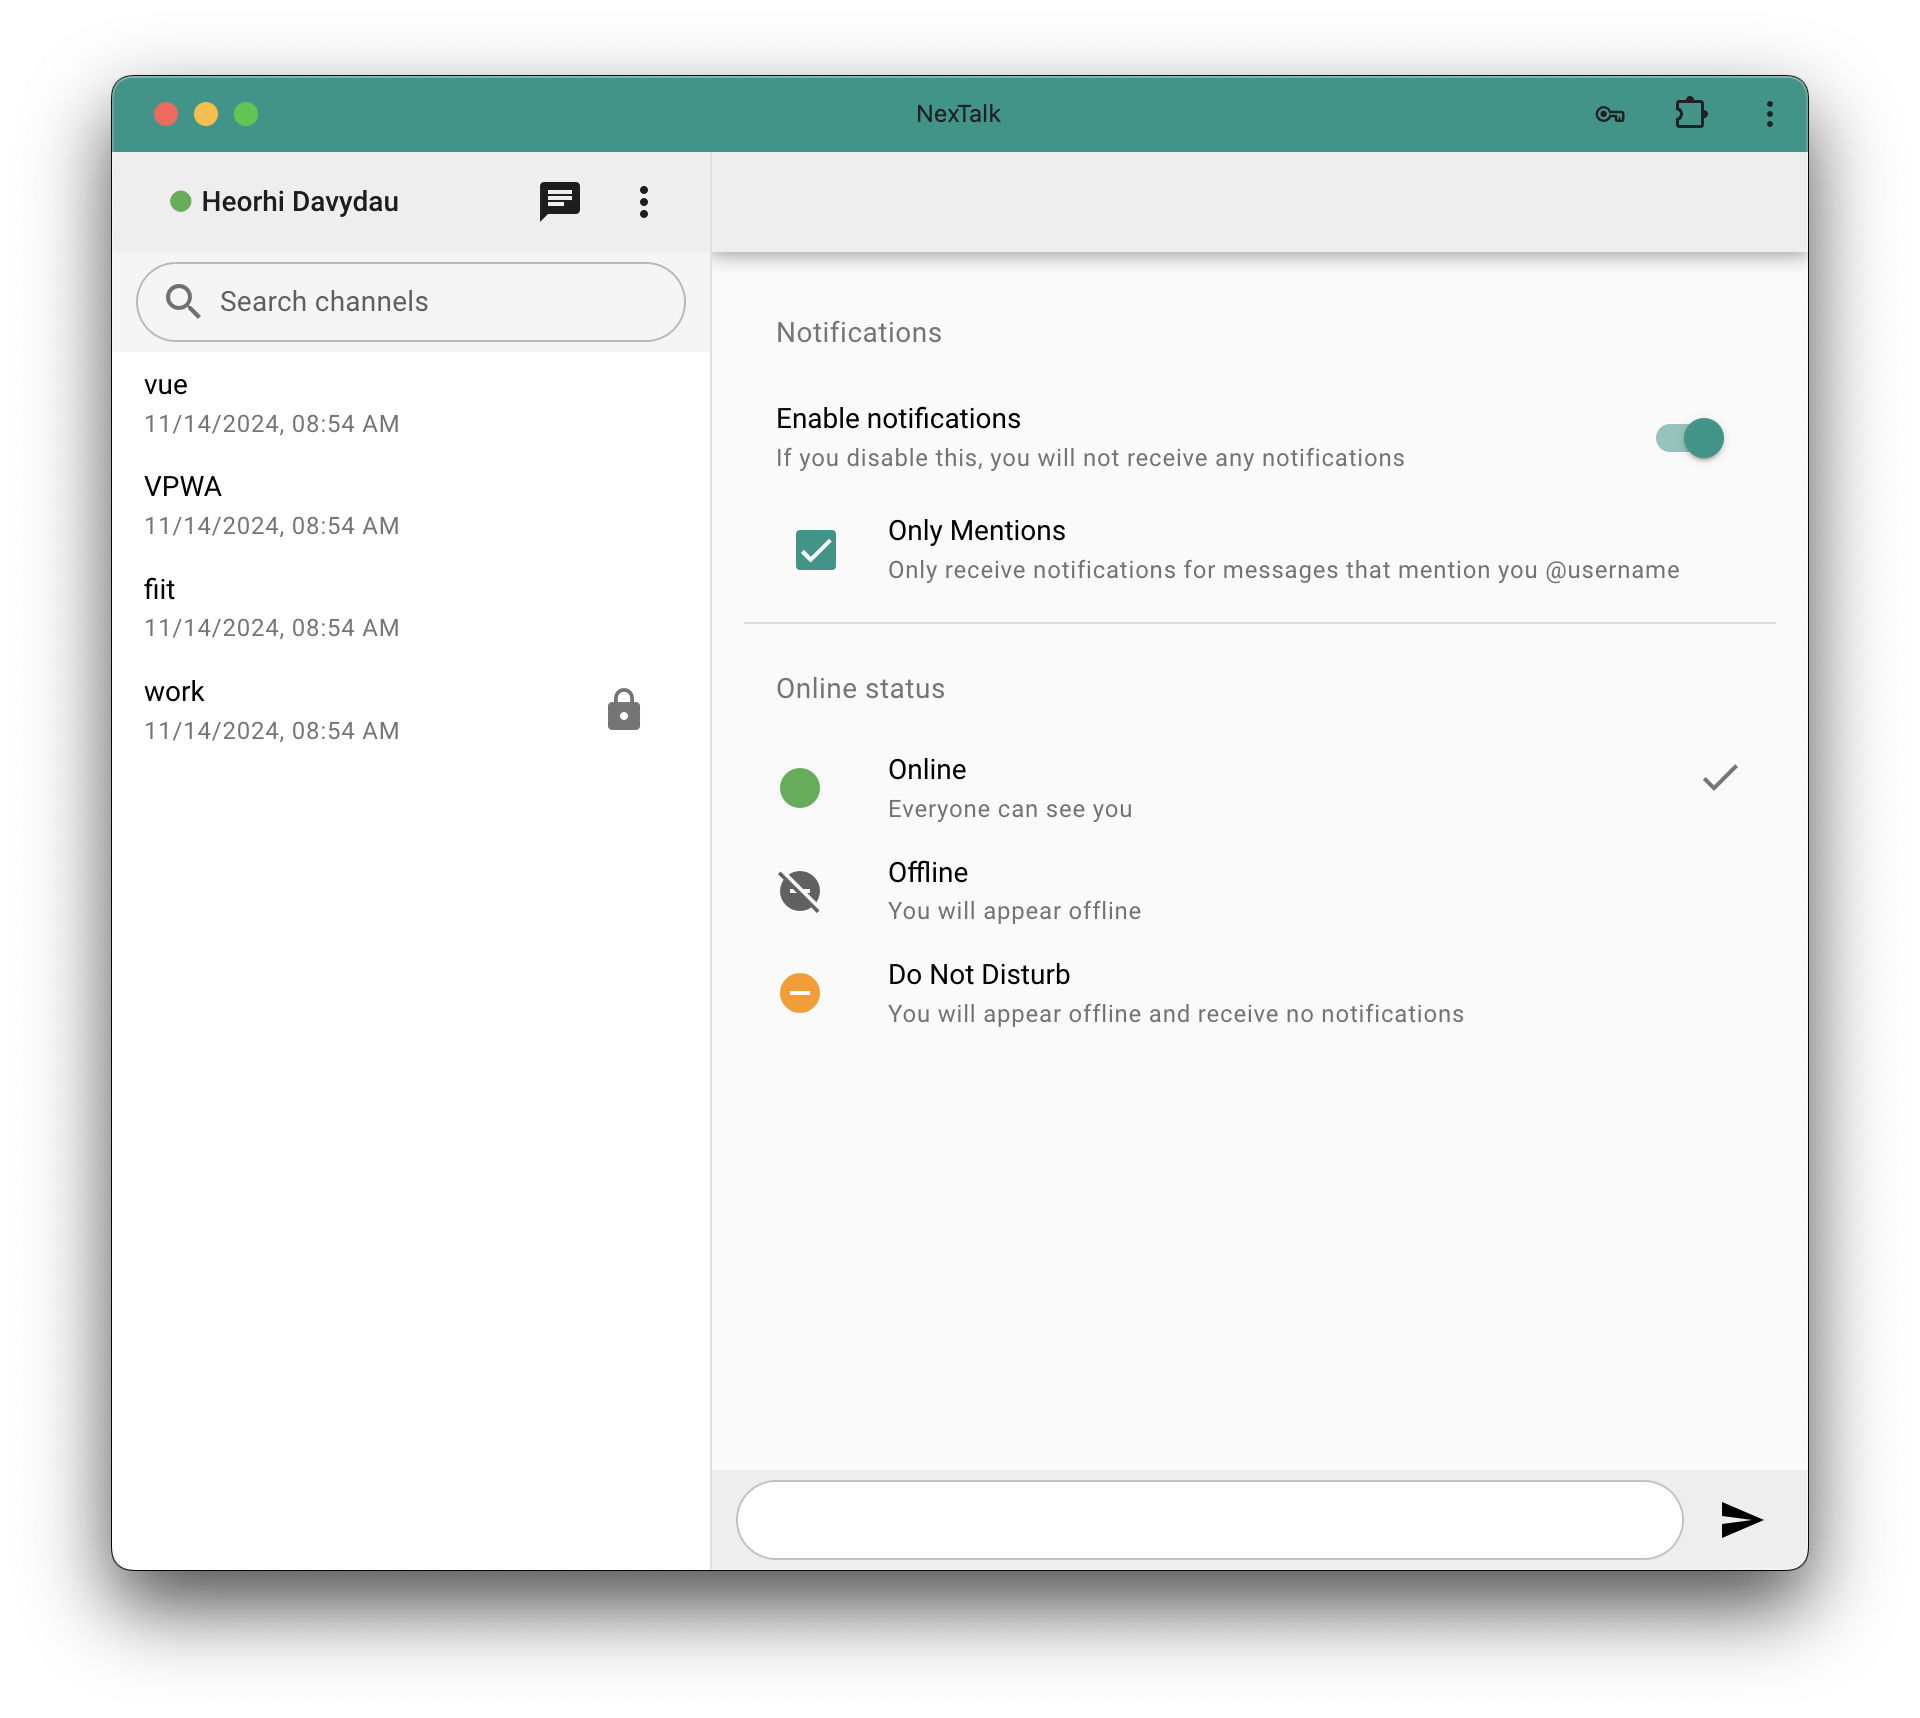 NexTalk
Heorhi Davydau
Search channels
vue
11/14/2024, 08:54 AM
VPWA
11/14/2024, 08:54 AM
fiit
11/14/2024, 08:54 AM
work
11/14/2024, 08:54 AM
Notifications
Enable notifications
If you disable this, you will not receive any notifications
Only Mentions
Only receive notifications for messages that mention you @username
Online status
Online
Everyone can see you
Offline
You will appear offline
Do Not Disturb
You will appear offline and receive no notifications